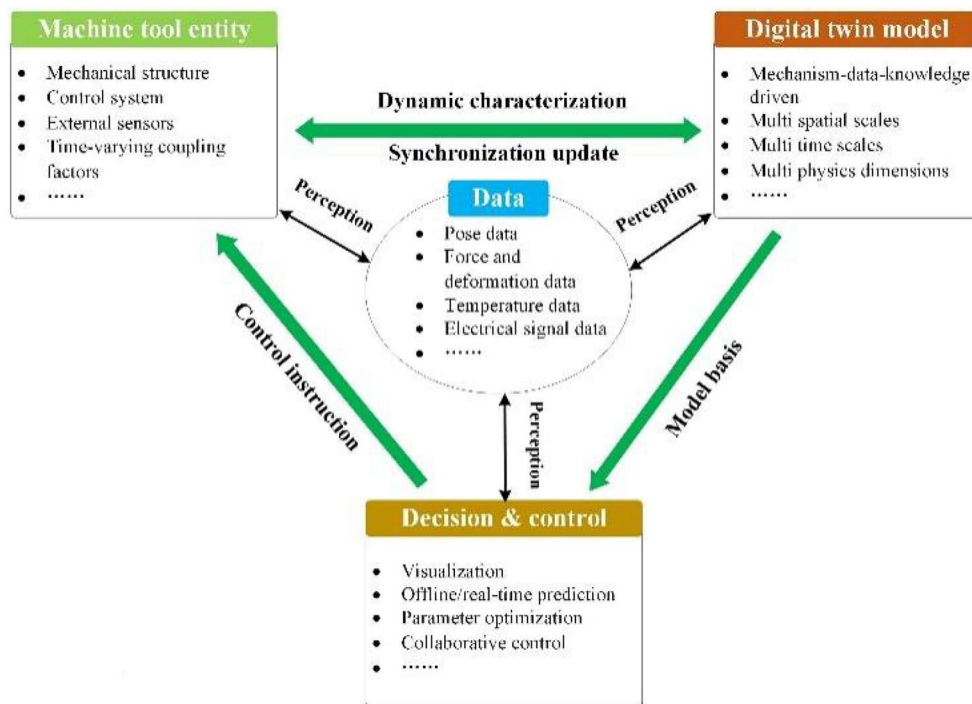 Machine tool entity
• Mechanical structure
• Control system
• External sensors
• Time-varying coupling
factors
• ……
Dynamic characterization
Synchronization update
Digital twin model
• Mechanism-data-knowledge
driven
• Multi spatial scales
• Multi time scales
• Multi physics dimensions
• ……
Perception
Data
• Pose data
• Force and
deformation data
• Temperature data
• Electrical signal data
• ……
Perception
Control instruction
Perception
Model basis
Decision & control
• Visualization
• Offline/real-time prediction
• Parameter optimization
• Collaborative control
• ……